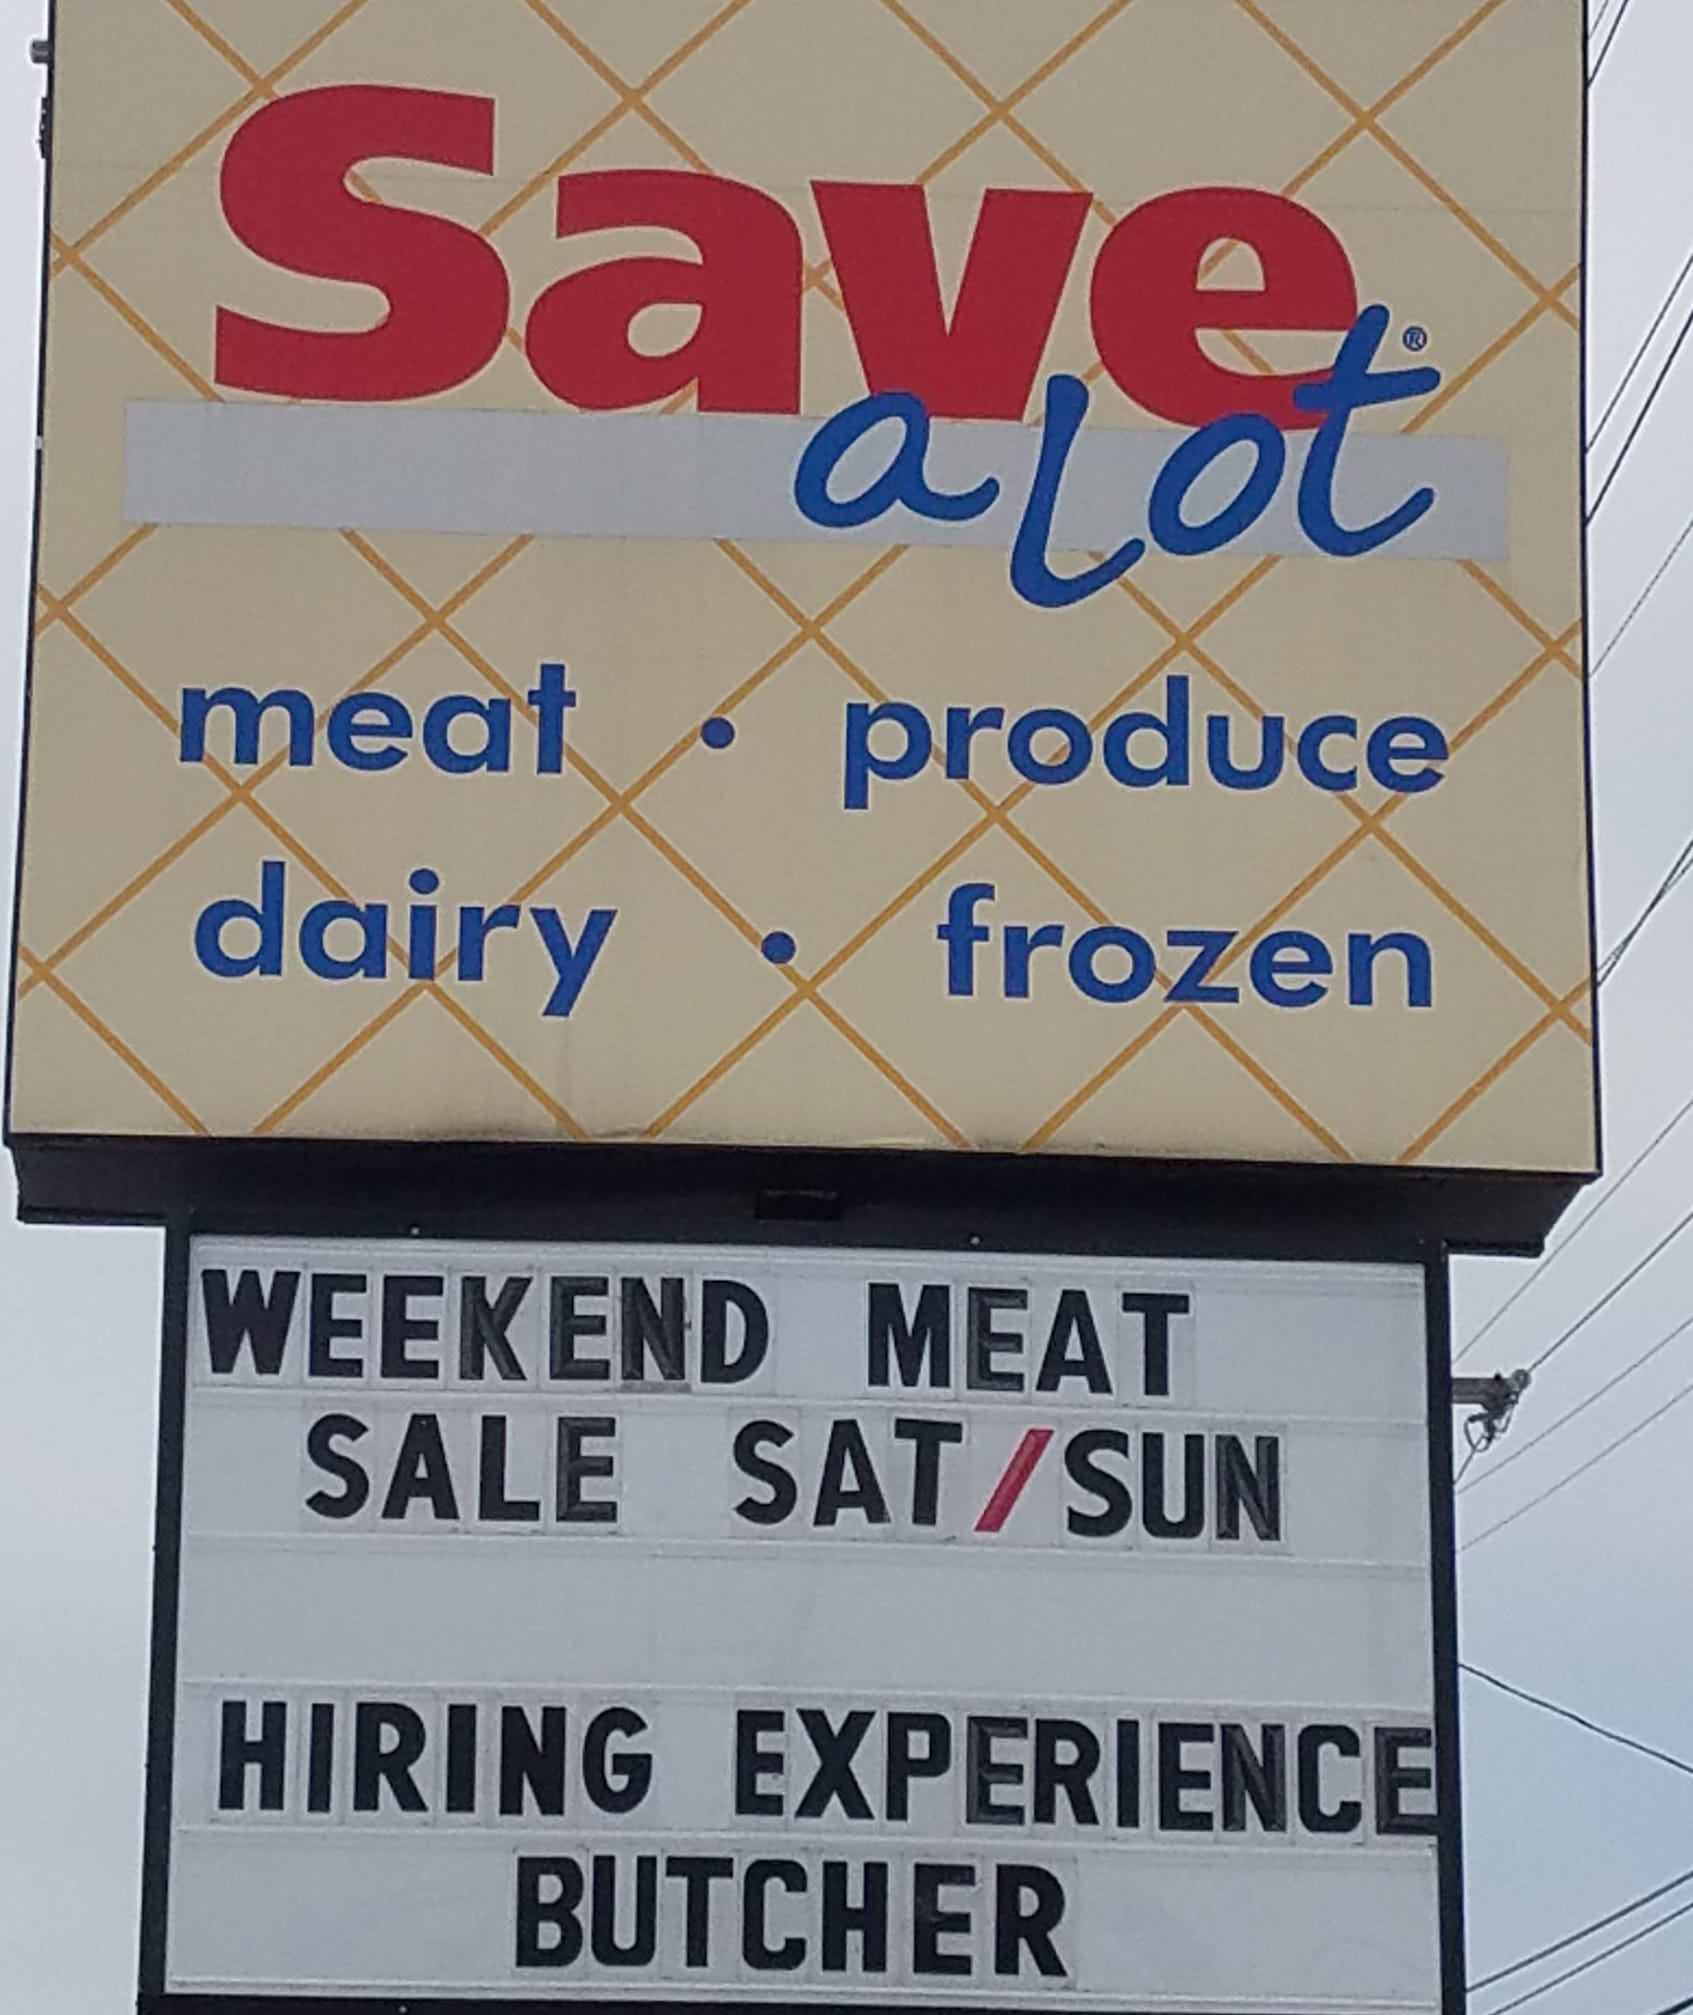 Save
a Lot®
meat • produce
dairy • frozen
WEEKEND MEAT
SALE SAT/SUN
HIRING EXPERIENCE
BUTCHER